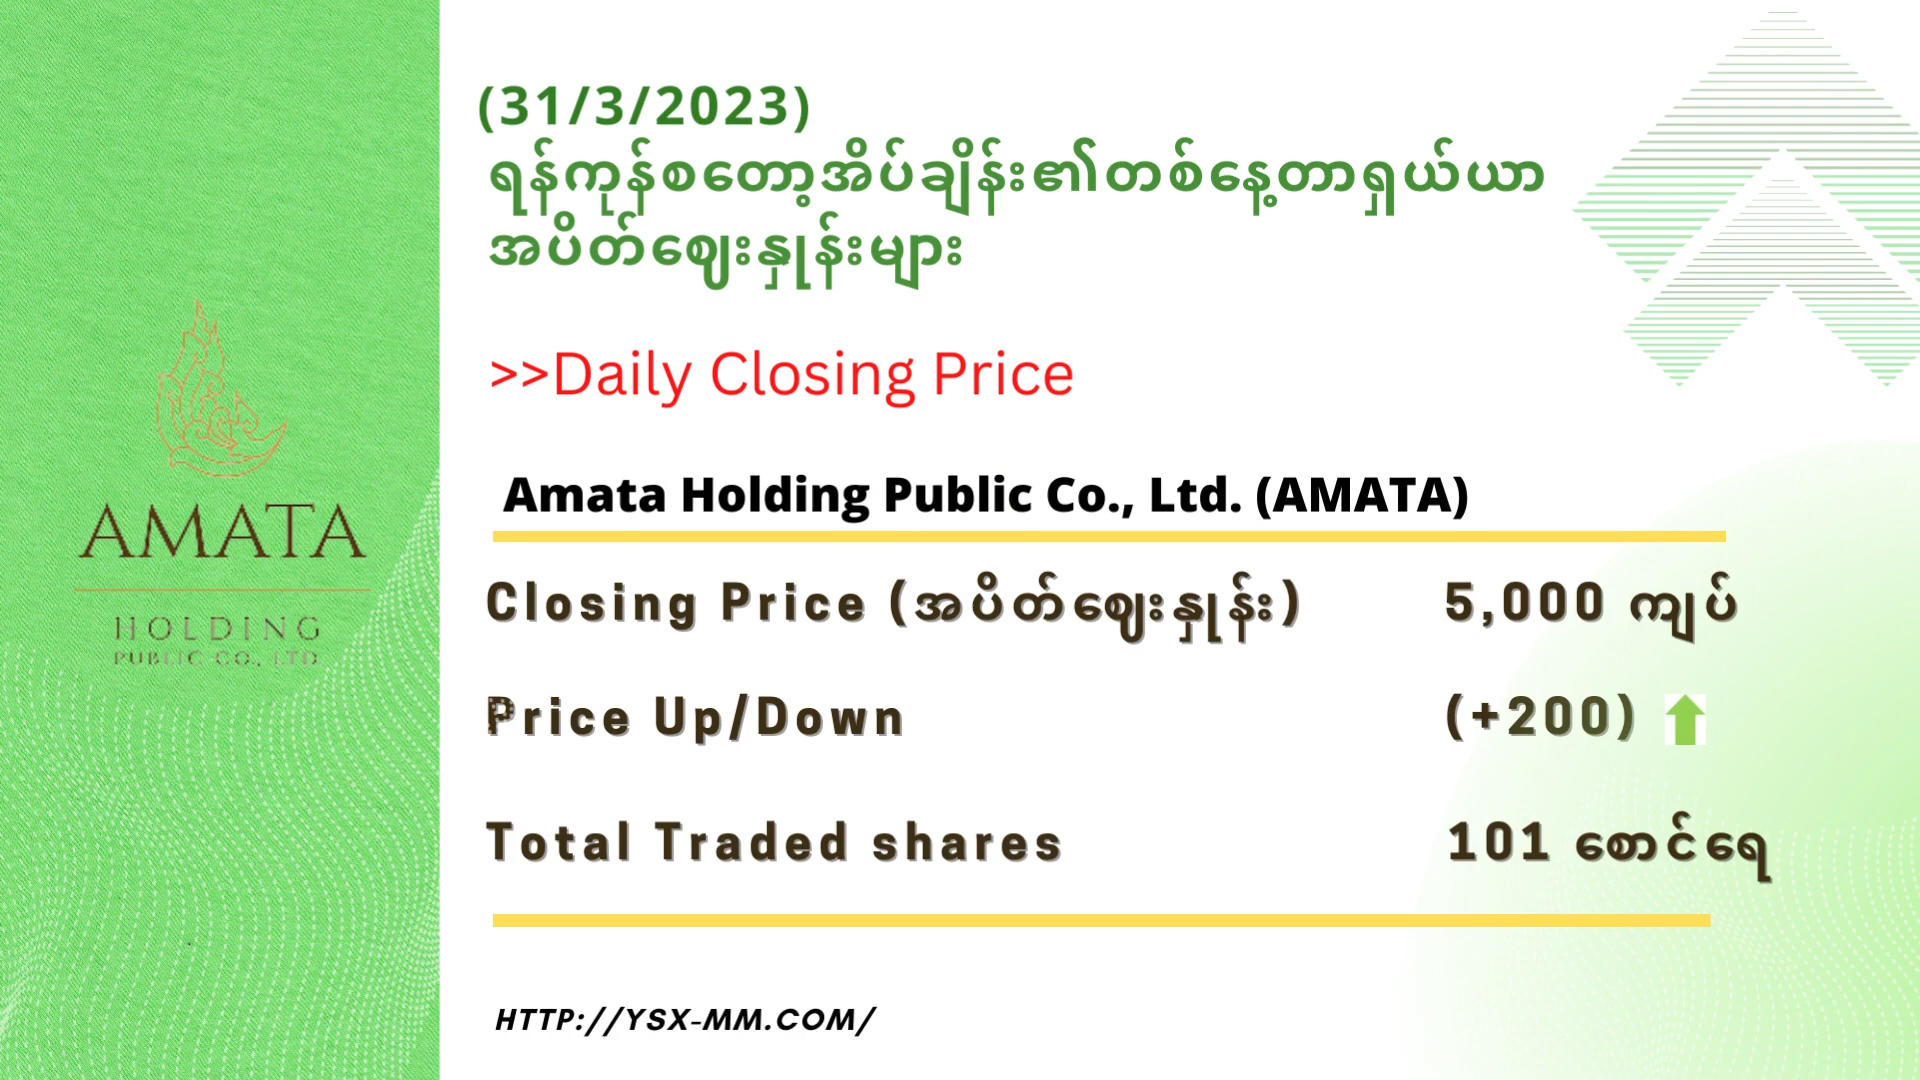 AMATA
HOLDING
PUBLIC CO., LTD
(31/3/2023)
ရန်ကုန်စတော့အိပ်ချိန်း၏တစ်နေ့တာရှယ်ယာ
အပိတ်ဈေးနှုန်းများ
>>Daily Closing Price
Amata Holding Public Co., Ltd. (AMATA)
Closing Price (အပိတ်ဈေးနှုန်း) 5,000 ကျပ်
Price Up/Down (+200)
Total Traded shares 101 စောင်ရေ
HTTP://YSX-MM.COM/